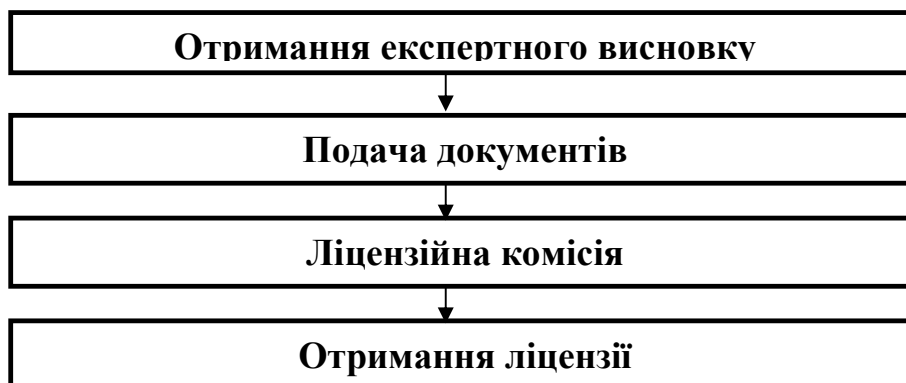 Отримання експертного висновку
Подача документів
Ліцензійна комісія
Отримання ліцензії